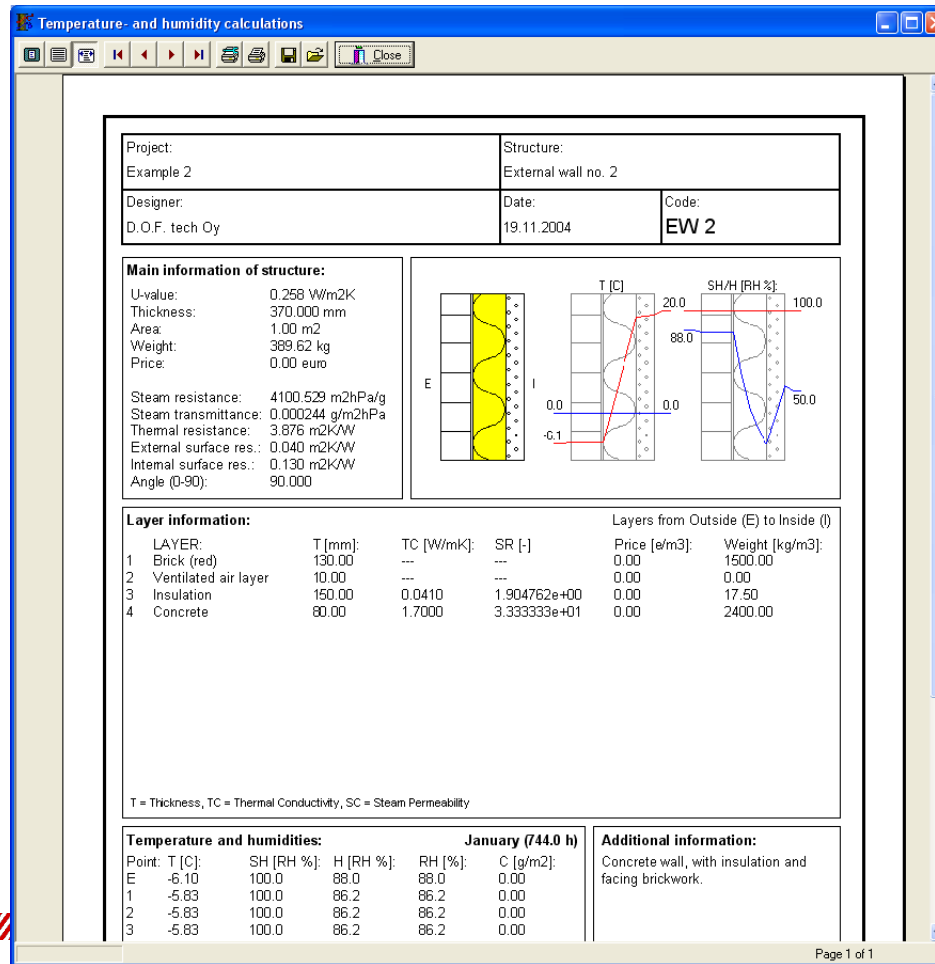 Temperature- and humidity calculations
Close
Project:
Example 2
Structure:
External wall no. 2
Designer:
D.O.F. tech Oy
Date:
19.11.2004
Code:
EW 2
Main information of structure:
U-value: 0.258 W/m2K
Thickness: 370.000 mm
Area: 1.00 m2
Weight: 389.62 kg
Price: 0.00 euro
Steam resistance: 4100.529 m2hPa/g
Steam transmittance: 0.000244 g/m2hPa
Thermal resistance: 3.876 m2K/W
External surface res.: 0.040 m2K/W
Internal surface res.: 0.130 m2K/W
Angle (0-90): 90.000
T [C] SH/H [RH %]:
20.0 100.0
88.0
E I
0.0 0.0 50.0
-6.1
Layer information: Layers from Outside (E) to Inside (I)
LAYER: T [mm]: TC [W/mK]: SR [-] Price [e/m3]: Weight [kg/m3]:
1 Brick (red) 130.00 --- --- 0.00 1500.00
2 Ventilated air layer 10.00 --- --- 0.00 0.00
3 Insulation 150.00 0.0410 1.904762e+00 0.00 17.50
4 Concrete 80.00 1.7000 3.333333e+01 0.00 2400.00
T = Thickness, TC = Thermal Conductivity, SC = Steam Permeability
Temperature and humidities: January (744.0 h)
Point: T [C]: SH [RH %]: H [RH %]: RH [%]: C [g/m2]:
E -6.10 100.0 88.0 88.0 0.00
1 -5.83 100.0 86.2 86.2 0.00
2 -5.83 100.0 86.2 86.2 0.00
3 -5.83 100.0 86.2 86.2 0.00
Additional information:
Concrete wall, with insulation and
facing brickwork.
Page 1 of 1